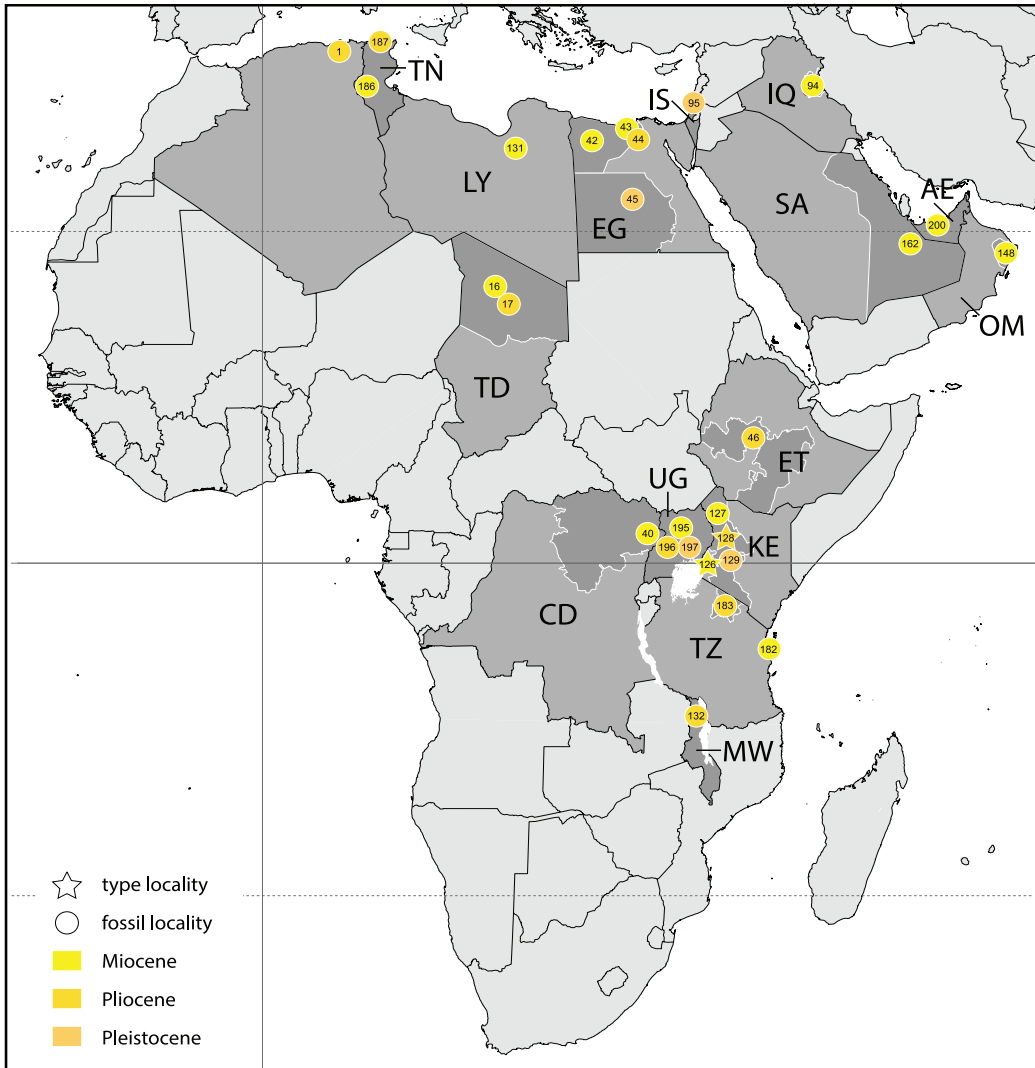 187
1
TN
186
IS
95
IQ
94
43
44
42
131
LY
45
EG
SA
AE
200
162
148
OM
16
17
TD
46
ET
UG
127
195
40
128
KE
196
197
129
126
CD
183
TZ
182
132
MW
type locality
fossil locality
Miocene
Pliocene
Pleistocene